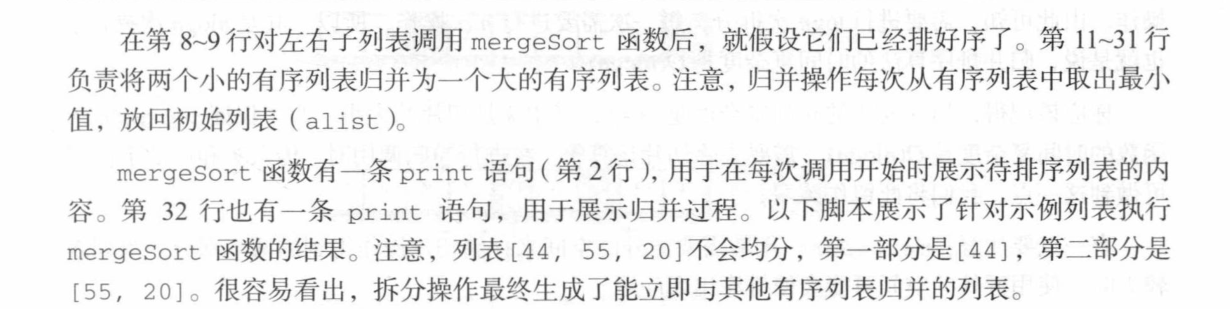 在第 8~9 行对左右子列表调用 mergeSort 函数后，就假设它们已经排好序了。第 11~31 行
负责将两个小的有序列表归并为一个大的有序列表。注意，归并操作每次从有序列表中取出最小
值，放回初始列表（alist）。
mergeSort 函数有一条 print 语句（第 2 行），用于在每次调用开始时展示待排序列表的内
容。第 32 行也有一条 print 语句，用于展示归并过程。以下脚本展示了针对示例列表执行
mergeSort 函数的结果。注意，列表[44, 55, 20]不会均分，第一部分是[44]，第二部分是
[55, 20]。很容易看出，拆分操作最终生成了能立即与其他有序列表归并的列表。